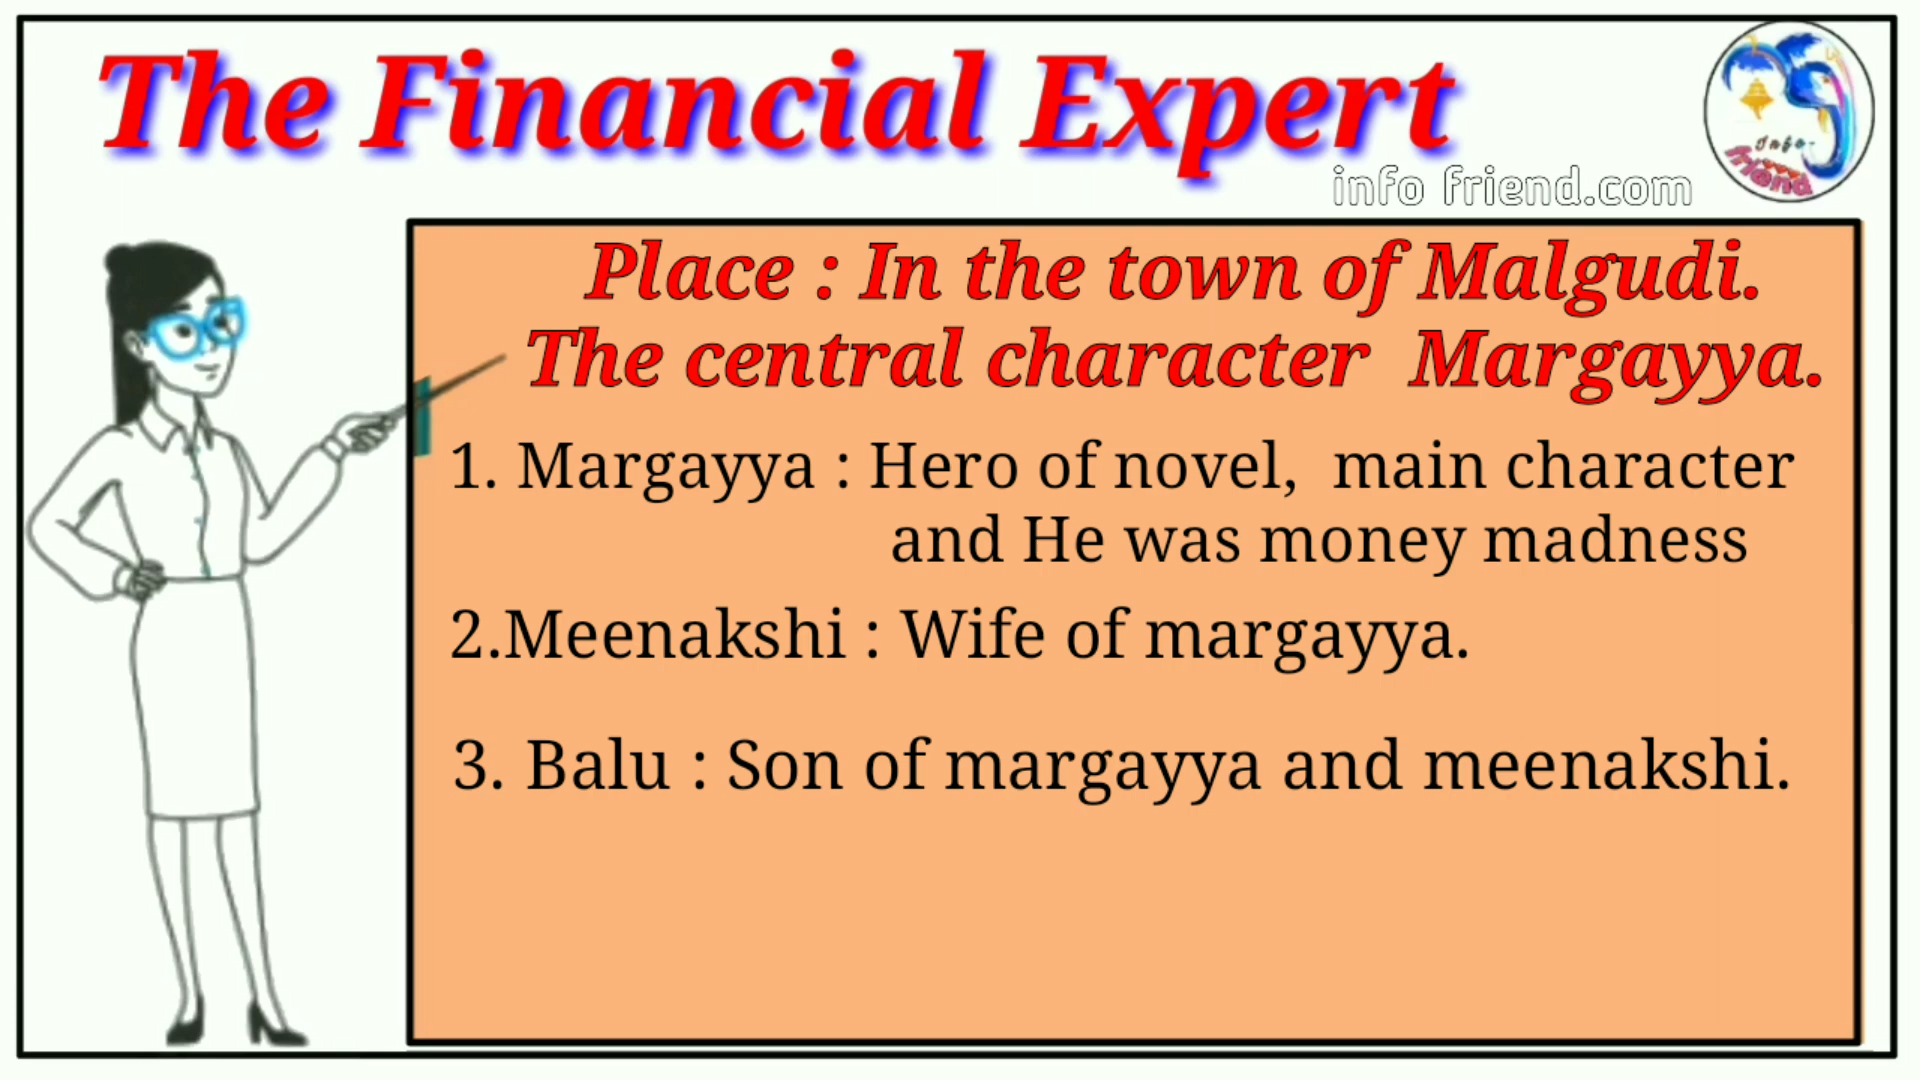 The Financial Expert
info friend.com
Info-
friend
Place : In the town of Malgudi.
The central character Margayya.
1. Margayya : Hero of novel, main character
and He was money madness
2.Meenakshi : Wife of margayya.
3. Balu : Son of margayya and meenakshi.